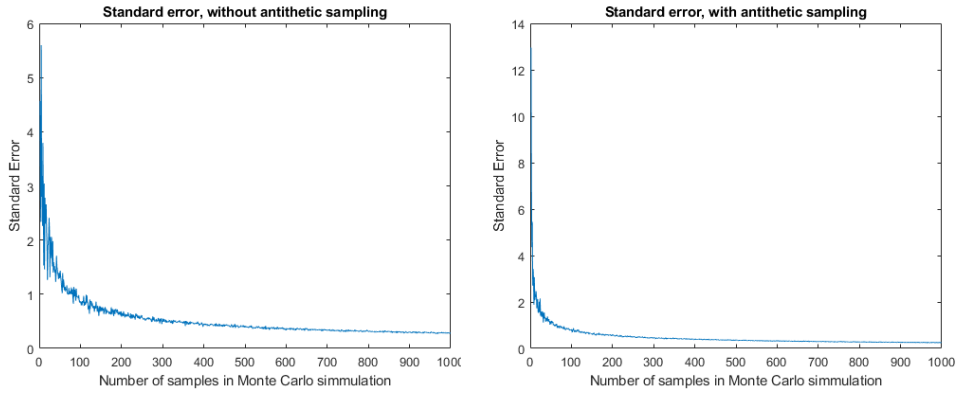 Standard error, without antithetic sampling
6
5
4
3
2
1
0
Standard Error
0 100 200 300 400 500 600 700 800 900 100
Number of samples in Monte Carlo simmulation
Standard error, with antithetic sampling
14
12
10
8
6
4
2
0
Standard Error
0 100 200 300 400 500 600 700 800 900 1000
Number of samples in Monte Carlo simmulation